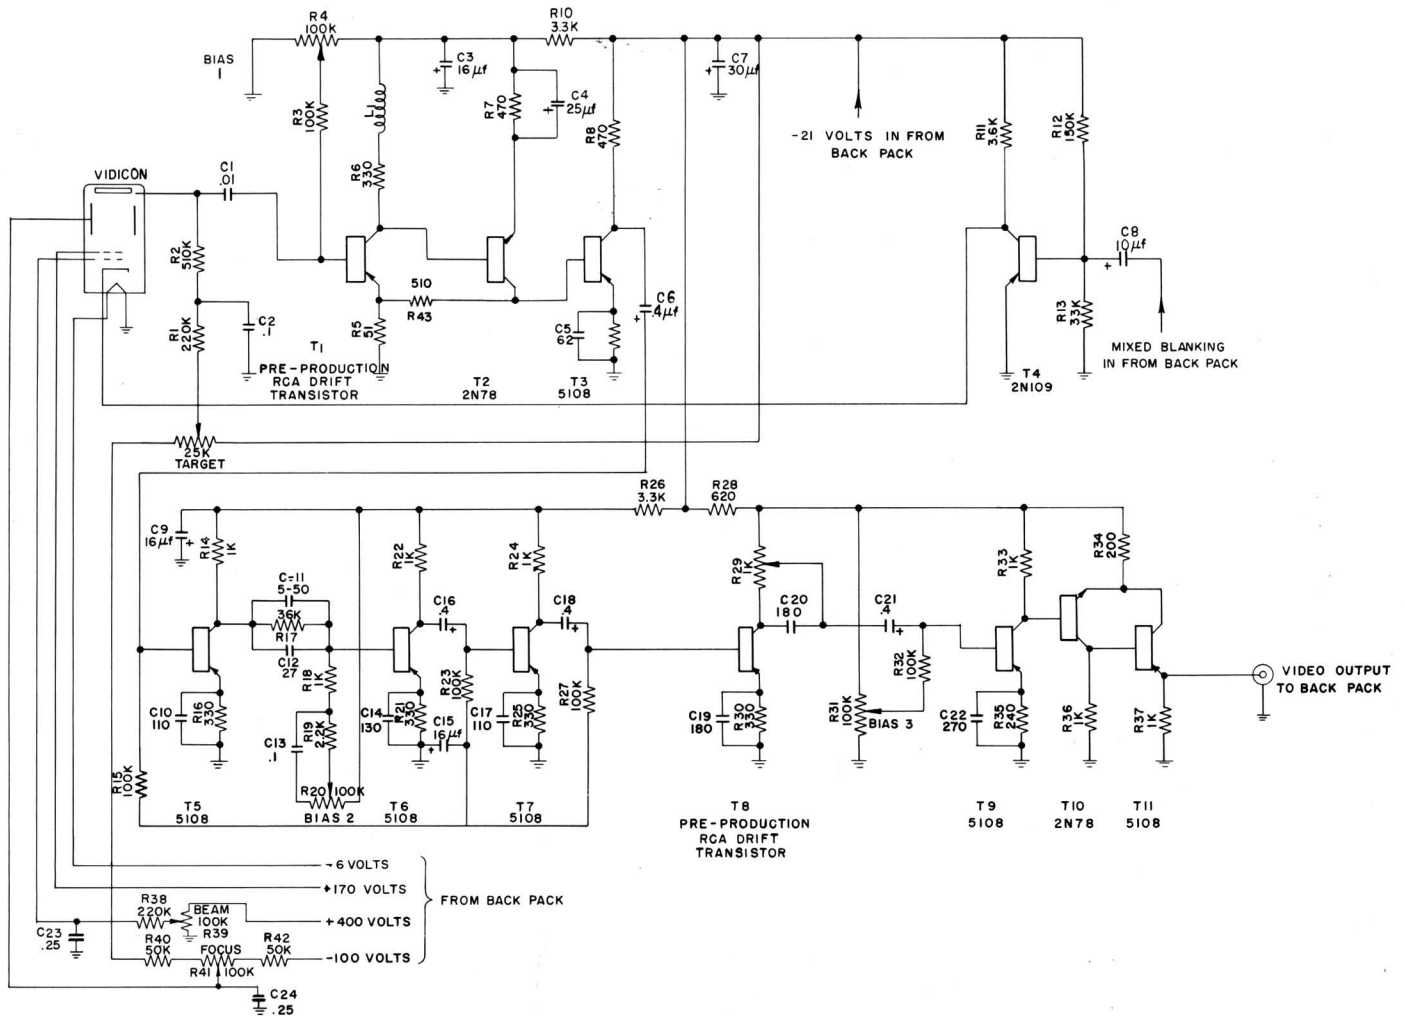 R4
100K
BIAS
1
R3
100K
L1
R6
330
C3
16µf
R10
3.3K
R7
470
C4
25µf
R8
470
C7
30µf
-21 VOLTS IN FROM
BACK PACK
R11
3.6K
R12
150K
C8
10µf
R13
33K
MIXED BLANKING
IN FROM BACK PACK
T4
2N109
VIDICON
C1
.01
R2
510K
R1
220K
C2
.1
T1
PRE-PRODUCTION
RCA DRIFT
TRANSISTOR
R5
51
510
R43
T2
2N78
T3
5108
C5
62
C6
.4µf
25K
TARGET
R26
3.3K
R28
620
C9
16µf
R14
1K
C-11
5-50
36K
R17
C12
27
R18
1K
R19
2.2K
C13
.1
R20 100K
BIAS 2
C10
110
R16
330
R15
100K
T5
5108
R22
1K
C16
.4
R23
100K
C14
130
R21
330
C15
16µf
T6
5108
R24
1K
C18
.4
C17
110
R25
330
R27
100K
T7
5108
R29
1K
C20
180
C19
180
R30
330
T8
PRE-PRODUCTION
RCA DRIFT
TRANSISTOR
C21
.4
R32
100K
R31
100K
BIAS 3
R33
1K
C22
270
R35
240
T9
5108
R34
200
R36
1K
T10
2N78
R37
1K
T11
5108
VIDEO OUTPUT
TO BACK PACK
-6 VOLTS
+170 VOLTS
+400 VOLTS
-100 VOLTS
FROM BACK PACK
R38
220K
BEAM
100K
R39
C23
.25
R40
50K
FOCUS
R41 100K
R42
50K
C24
.25